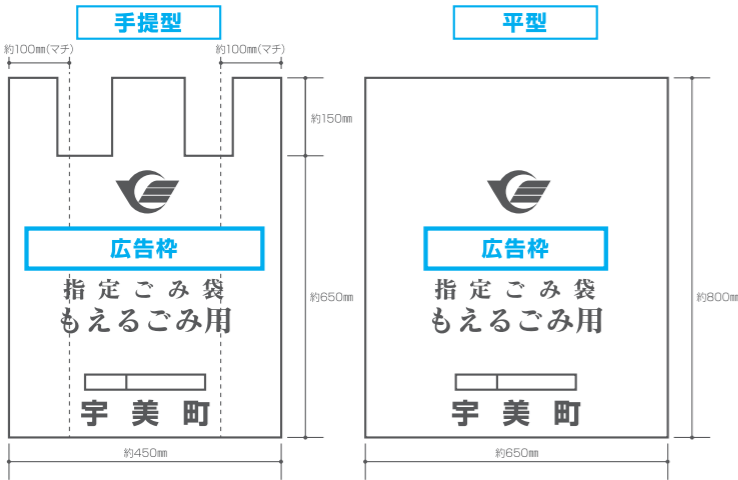 手提型
約100㎜(マチ)
約100㎜(マチ)
約150㎜
広告枠
指定ごみ袋
もえるごみ用
約650㎜
宇美町
約450㎜
平型
広告枠
指定ごみ袋
もえるごみ用
約800㎜
宇美町
約650㎜